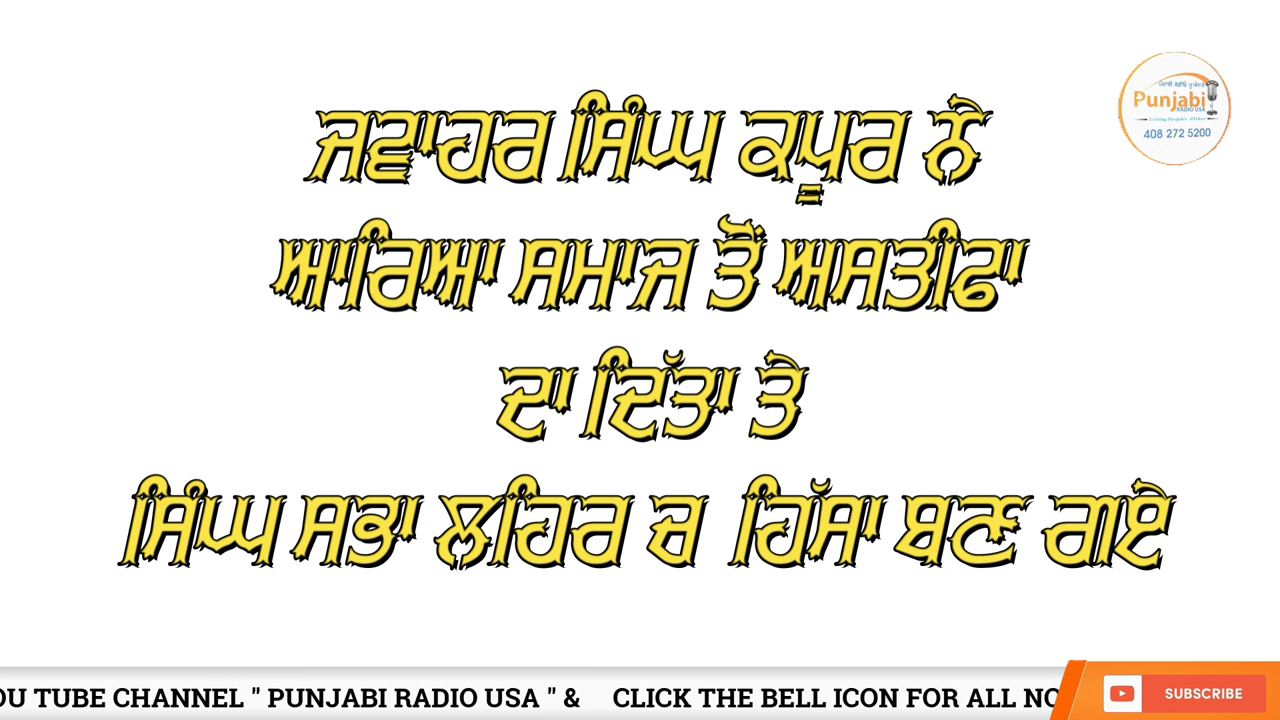 ਪੰਜਾਬੀ ਰੇਡੀਓ ਯੂਐਸਏ
Punjabi
RADIO USA
408 272 5200
ਜਵਾਹਰ ਸਿੰਘ ਕਪੂਰ ਨੇ
ਆਰਿਆ ਸਮਾਜ ਤੋਂ ਅਸਤੀਫਾ
ਦਾ ਦਿੱਤਾ ਤੇ
ਸਿੰਘ ਸਭਾ ਲਹਿਰ ਚ ਹਿੱਸਾ ਬਣ ਗਏ
OU TUBE CHANNEL " PUNJABI RADIO USA " & CLICK THE BELL ICON FOR ALL NO
SUBSCRIBE